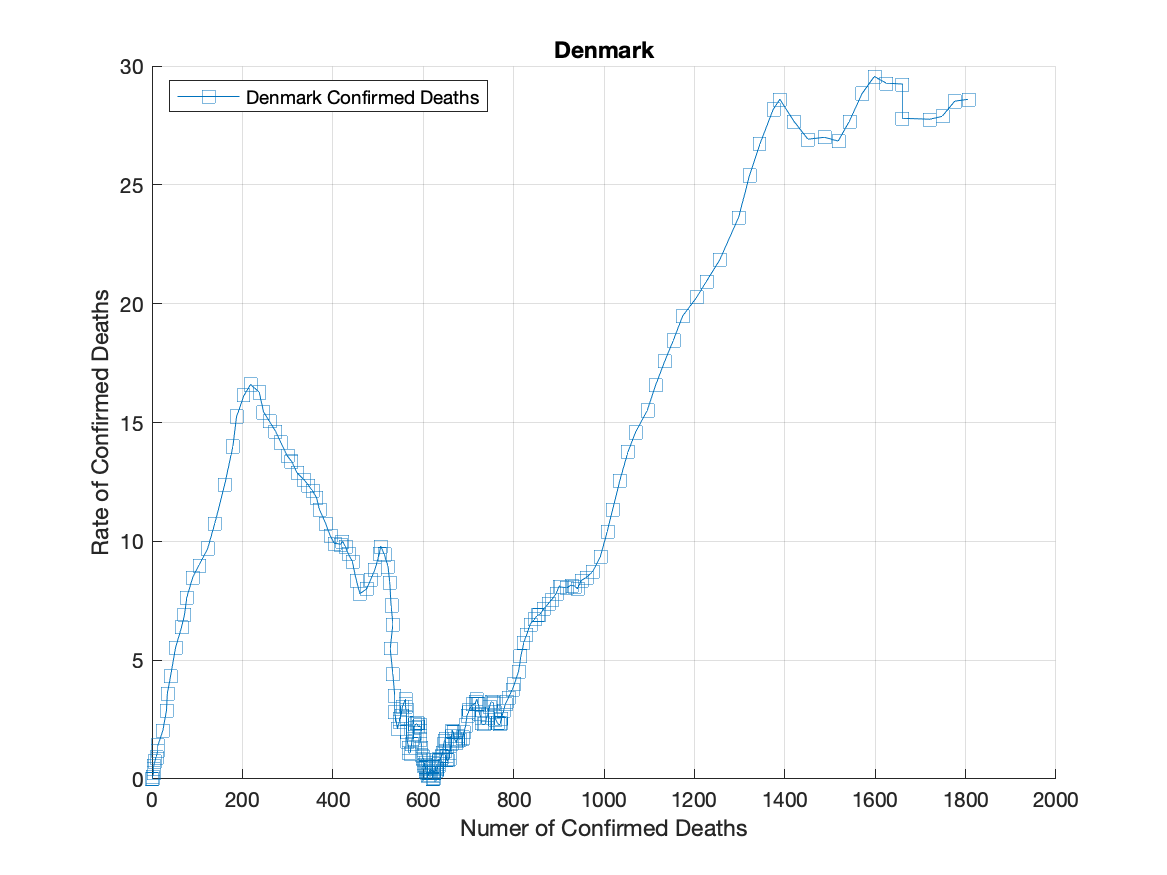 Denmark
Denmark Confirmed Deaths
30
25
20
15
10
5
0
Rate of Confirmed Deaths
0 200 400 600 800 1000 1200 1400 1600 1800 2000
Numer of Confirmed Deaths